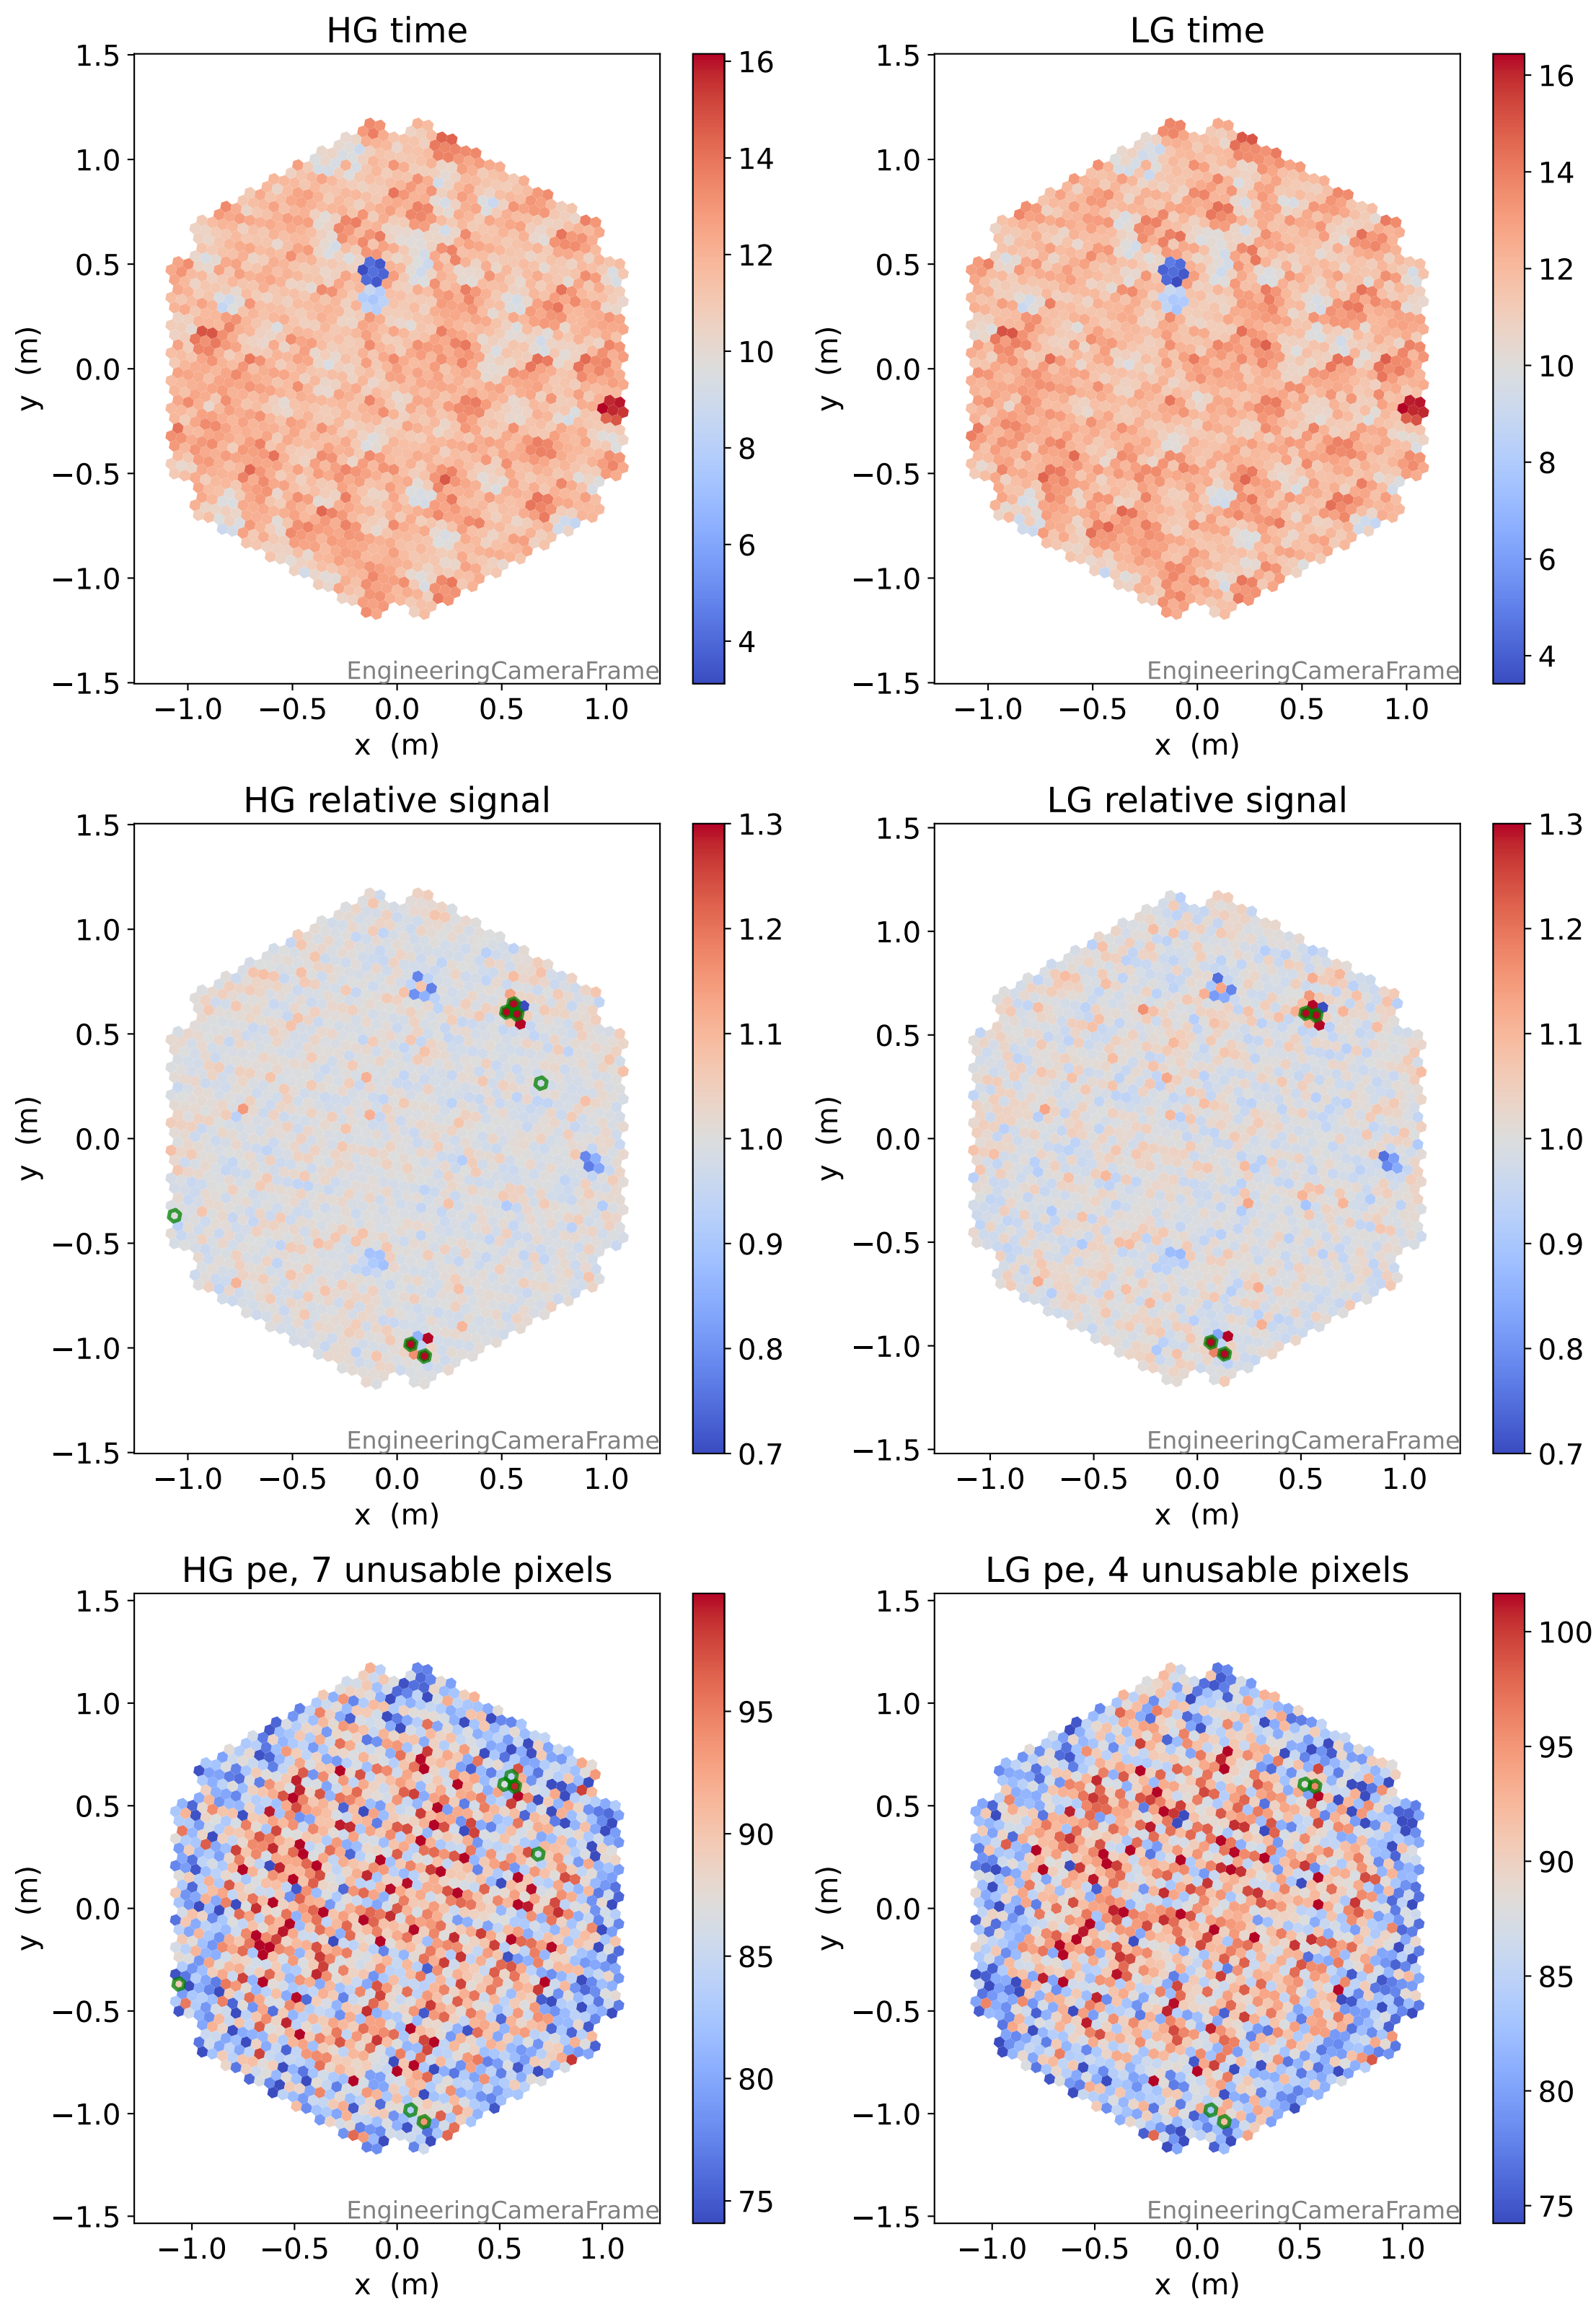 HG time
LG time
1.5
1.0
0.5
0.0
−0.5
−1.0
−1.5
y (m)
−1.0 −0.5 0.0 0.5 1.0
x (m)
EngineeringCameraFrame
16
14
12
10
8
6
4
1.5
1.0
0.5
0.0
−0.5
−1.0
−1.5
y (m)
−1.0 −0.5 0.0 0.5 1.0
x (m)
EngineeringCameraFrame
16
14
12
10
8
6
4
HG relative signal
LG relative signal
1.5
1.0
0.5
0.0
−0.5
−1.0
−1.5
y (m)
−1.0 −0.5 0.0 0.5 1.0
x (m)
EngineeringCameraFrame
1.3
1.2
1.1
1.0
0.9
0.8
0.7
1.5
1.0
0.5
0.0
−0.5
−1.0
−1.5
y (m)
−1.0 −0.5 0.0 0.5 1.0
x (m)
EngineeringCameraFrame
1.3
1.2
1.1
1.0
0.9
0.8
0.7
HG pe, 7 unusable pixels
LG pe, 4 unusable pixels
1.5
1.0
0.5
0.0
−0.5
−1.0
−1.5
y (m)
−1.0 −0.5 0.0 0.5 1.0
x (m)
EngineeringCameraFrame
95
90
85
80
75
1.5
1.0
0.5
0.0
−0.5
−1.0
−1.5
y (m)
−1.0 −0.5 0.0 0.5 1.0
x (m)
EngineeringCameraFrame
100
95
90
85
80
75